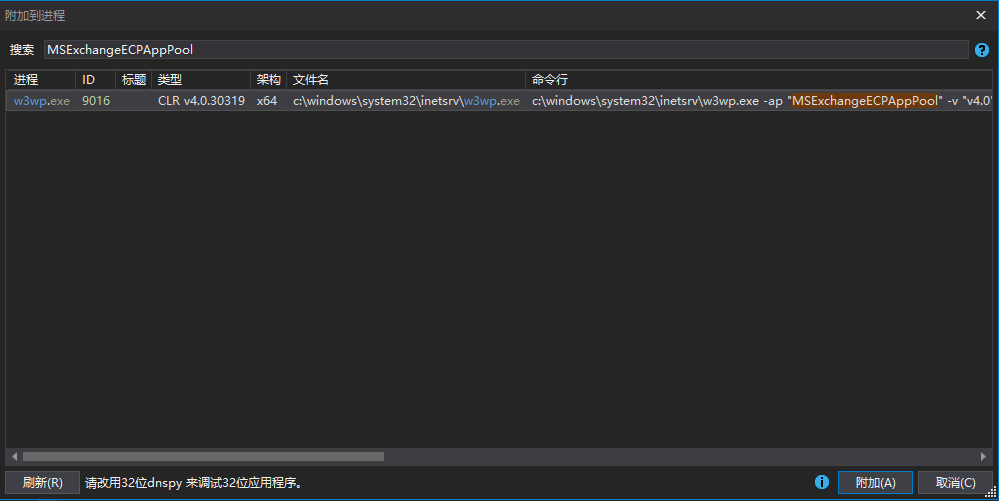 附加到进程
搜索 MSExchangeECPAppPool
进程 ID 标题 类型 架构 文件名 命令行
w3wp.exe 9016 CLR v4.0.30319 x64 c:\windows\system32\inetsrv\w3wp.exe c:\windows\system32\inetsrv\w3wp.exe -ap "MSExchangeECPAppPool" -v "v4.0"
刷新(R) 请改用32位dnspy 来调试32位应用程序。 附加(A) 取消(C)